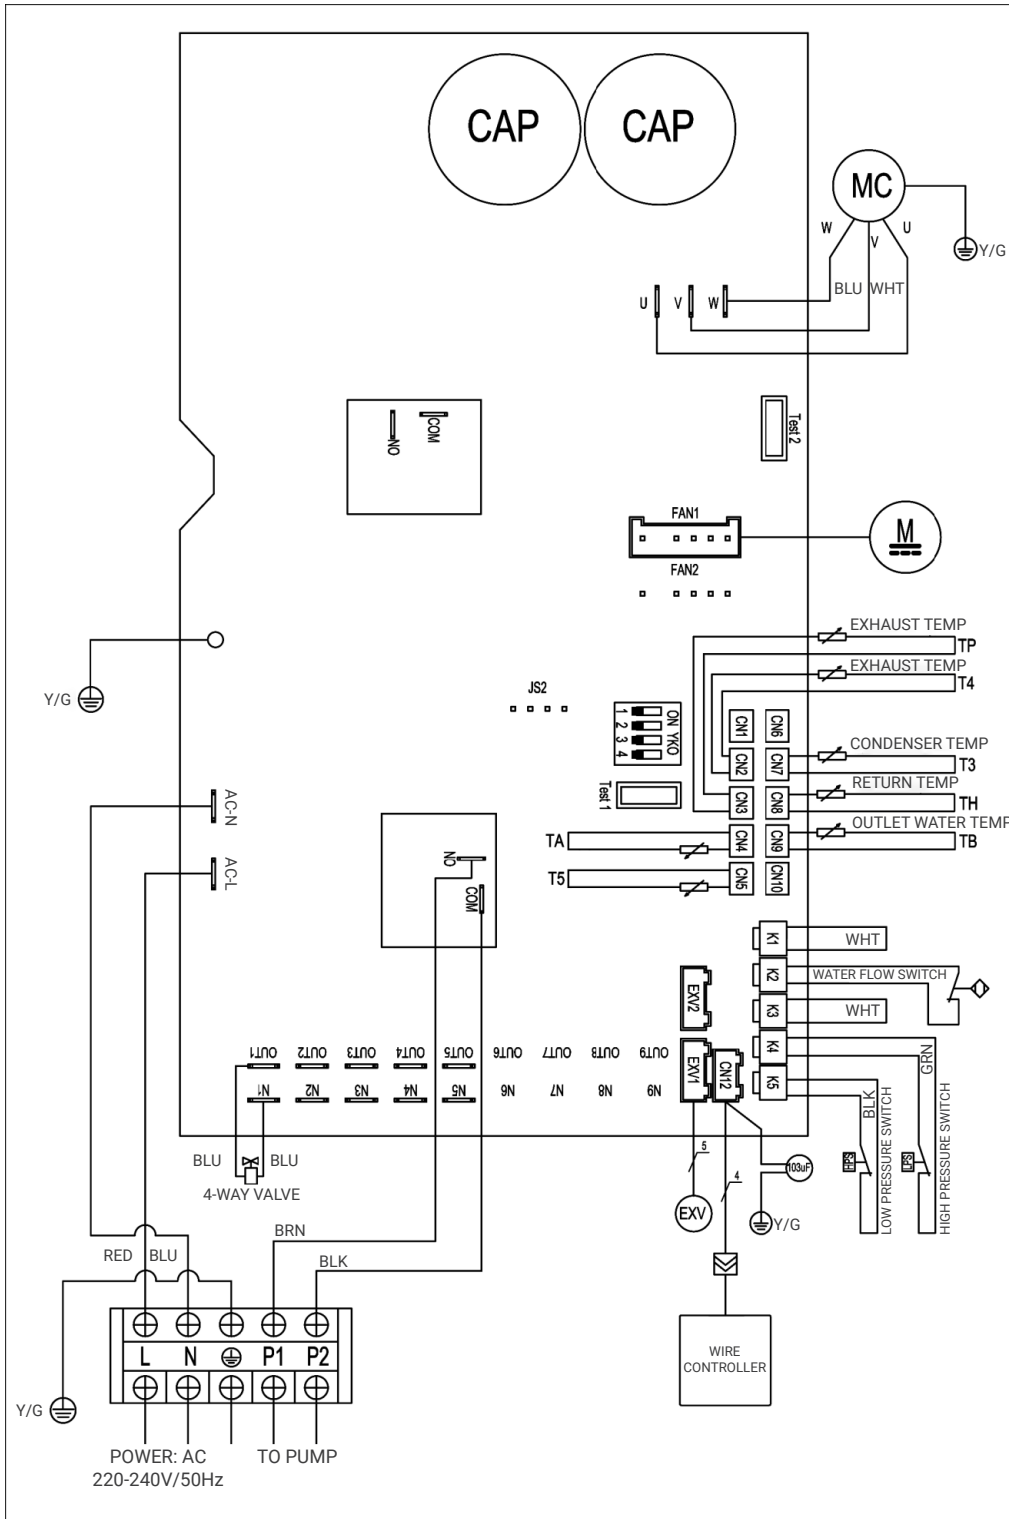 CAP
CAP
MC
W
V
U
Y/G
BLU
WHT
U
V
W
Test 2
COM
NO
FAN1
M
FAN2
EXHAUST TEMP
TP
EXHAUST TEMP
T4
Y/G
JS2
ON YKO
1
2
3
4
CN1
CN6
CN2
CN7
CONDENSER TEMP
T3
Test 1
CN3
CN8
RETURN TEMP
TH
AC-N
TA
CN4
CN9
OUTLET WATER TEMP
TB
AC-L
NO
COM
T5
CN5
CN10
K1
WHT
K2
WATER FLOW SWITCH
EXV2
K3
WHT
K4
GRN
OUT1
OUT2
OUT3
OUT4
OUT5
OUT6
OUT7
OUT8
OUT9
EXV1
CN12
K5
BLK
N1
N2
N3
N4
N5
N6
N7
N8
N9
5
4
103uF
HPS
LOW PRESSURE SWITCH
LPS
HIGH PRESSURE SWITCH
BLU
BLU
4-WAY VALVE
EXV
Y/G
BRN
RED
BLU
BLK
L
N
P1
P2
WIRE
CONTROLLER
Y/G
POWER: AC
220-240V/50Hz
TO PUMP